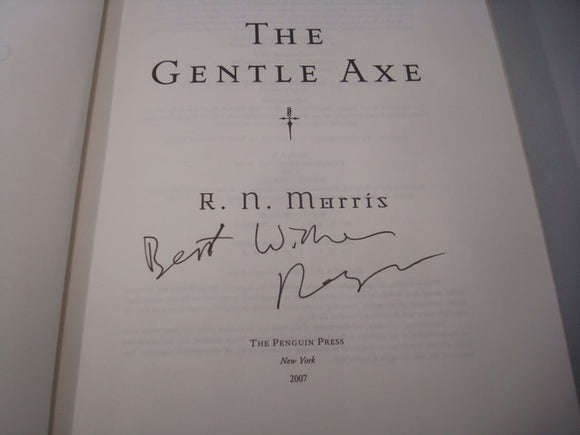 THE
GENTLE AXE
R. N. Morris
Best Wishes
THE PENGUIN PRESS
New York
2007